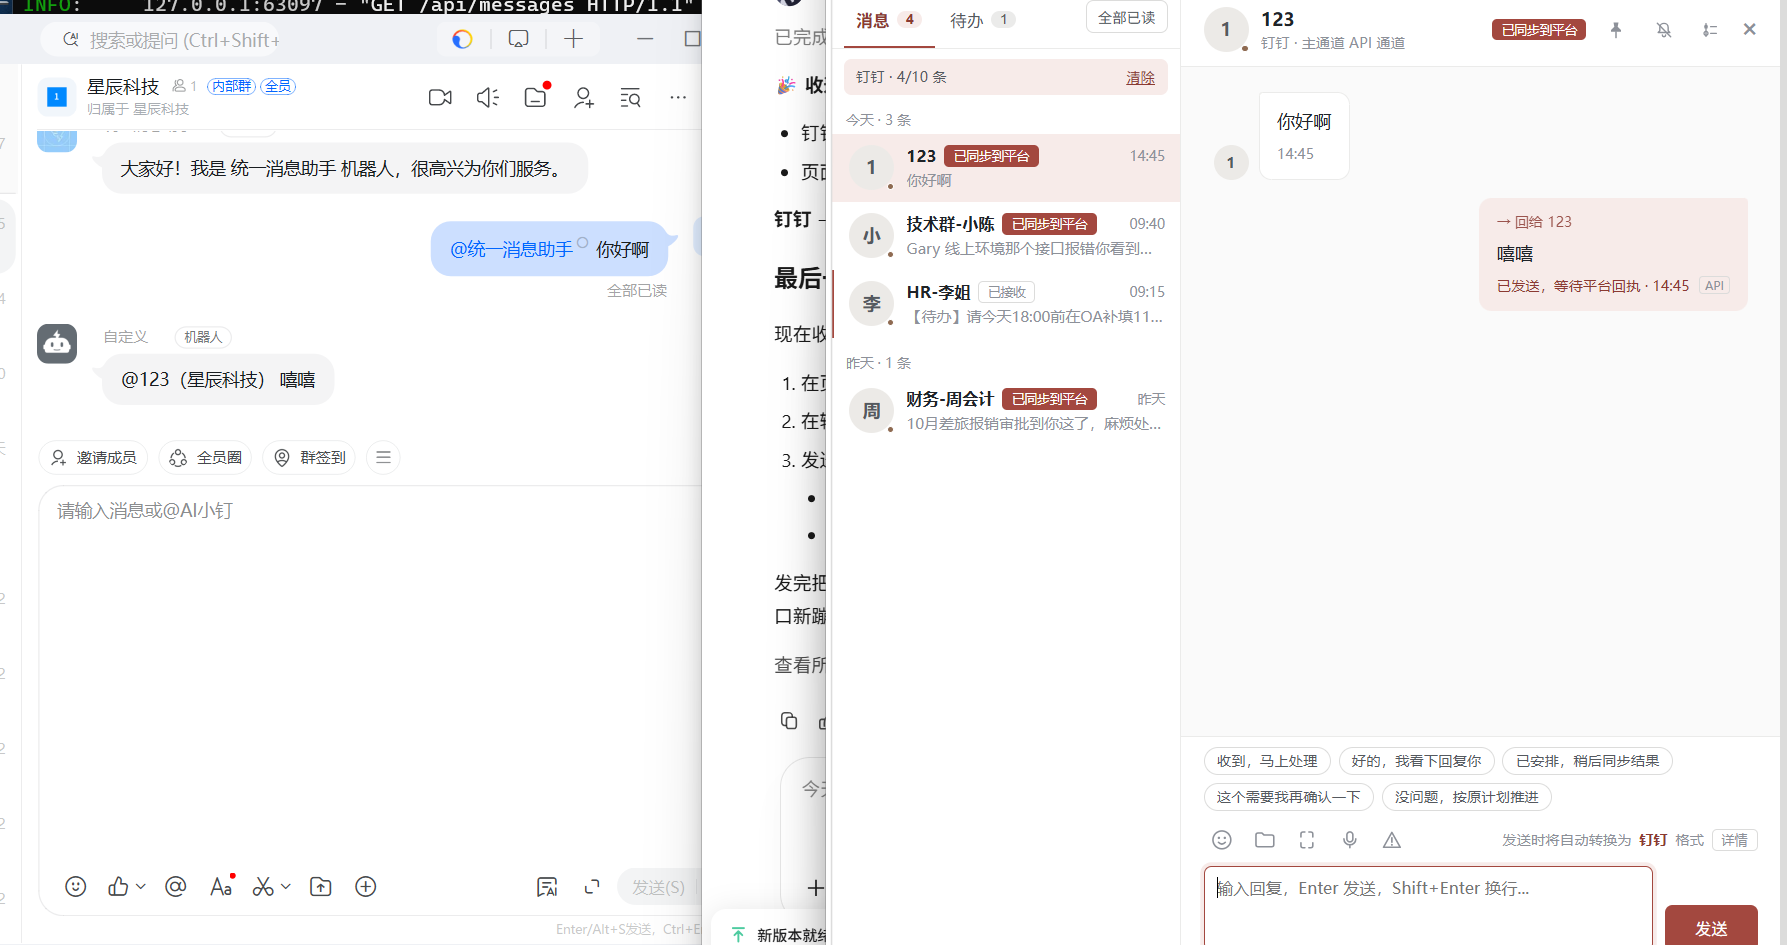 INFO:     127.0.0.1:63097 - "GET /api/messages HTTP/1.1"
搜索或提问 (Ctrl+Shift+
1
星辰科技 1 内部群 全员
归属于 星辰科技
大家好！我是 统一消息助手 机器人，很高兴为你们服务。
@统一消息助手 你好啊
全部已读
自定义 机器人
@123（星辰科技） 嘻嘻
邀请成员 全员圈 群签到
请输入消息或@AI小钉
发送(S)
Enter/Alt+S发送，Ctrl+E
已完成
钉钉
最后
现在收
1. 在
2. 在
3. 发
发完把
口新
查看所
今
新版本就
消息 4 待办 1 全部已读
钉钉 · 4/10 条 清除
今天 · 3 条
1 123 已同步到平台 14:45
你好啊
小 技术群-小陈 已同步到平台 09:40
Gary 线上环境那个接口报错你看到...
李 HR-李姐 已接收 09:15
【待办】请今天18:00前在OA补填11...
昨天 · 1 条
周 财务-周会计 已同步到平台 昨天
10月差旅报销审批到你这了，麻烦处...
1 123 已同步到平台
钉钉 · 主通道 API 通道
你好啊
14:45
1
→ 回给 123
嘻嘻
已发送，等待平台回执 · 14:45 API
收到，马上处理 好的，我看下回复你 已安排，稍后同步结果
这个需要我再确认一下 没问题，按原计划推进
发送时将自动转换为 钉钉 格式 详情
输入回复，Enter 发送，Shift+Enter 换行...
发送